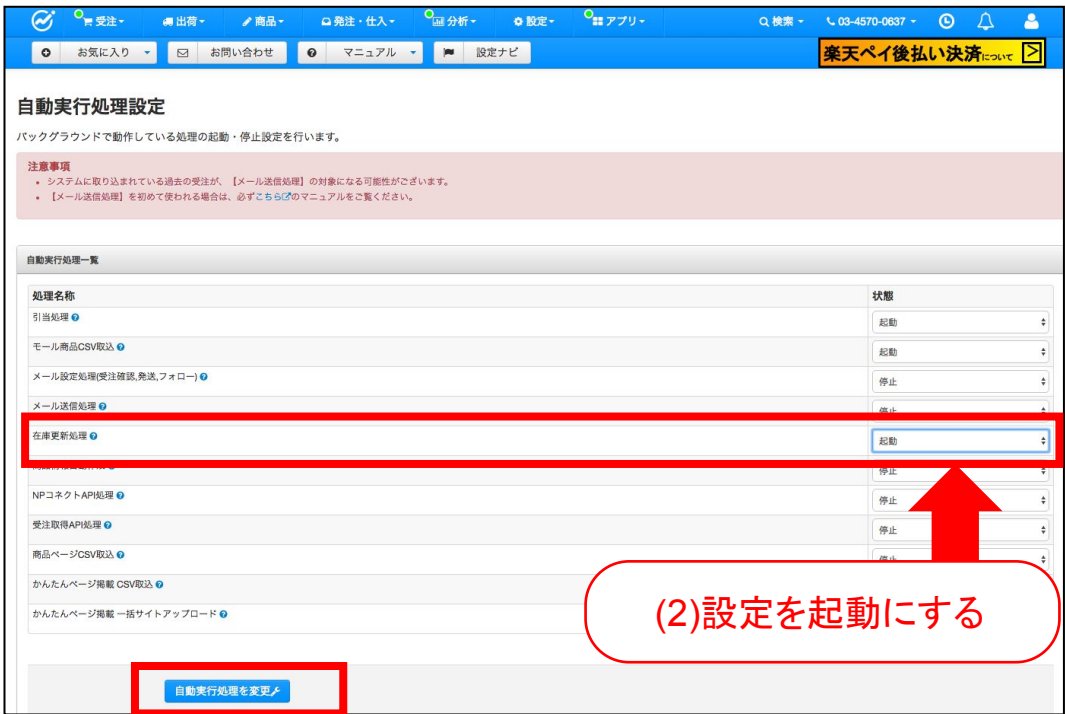 受注 出荷 商品 発注・仕入 分析 設定 アプリ 検索 03-4570-0637
お気に入り お問い合わせ マニュアル 設定ナビ 楽天ペイ後払い決済について
自動実行処理設定
バックグラウンドで動作している処理の起動・停止設定を行います。
注意事項
• システムに取り込まれている過去の受注が、【メール送信処理】の対象になる可能性がございます。
• 【メール送信処理】を初めて使われる場合は、必ずこちらのマニュアルをご覧ください。
自動実行処理一覧
処理名称 状態
引当処理 起動
モール商品CSV取込 起動
メール設定処理(受注確認,発送,フォロー) 停止
メール送信処理 停止
在庫更新処理 起動
停止
NPコネクトAPI処理 停止
受注取得API処理 停止
商品ページCSV取込 停止
かんたんページ掲載 CSV取込
かんたんページ掲載 一括サイトアップロード
(2)設定を起動にする
自動実行処理を変更